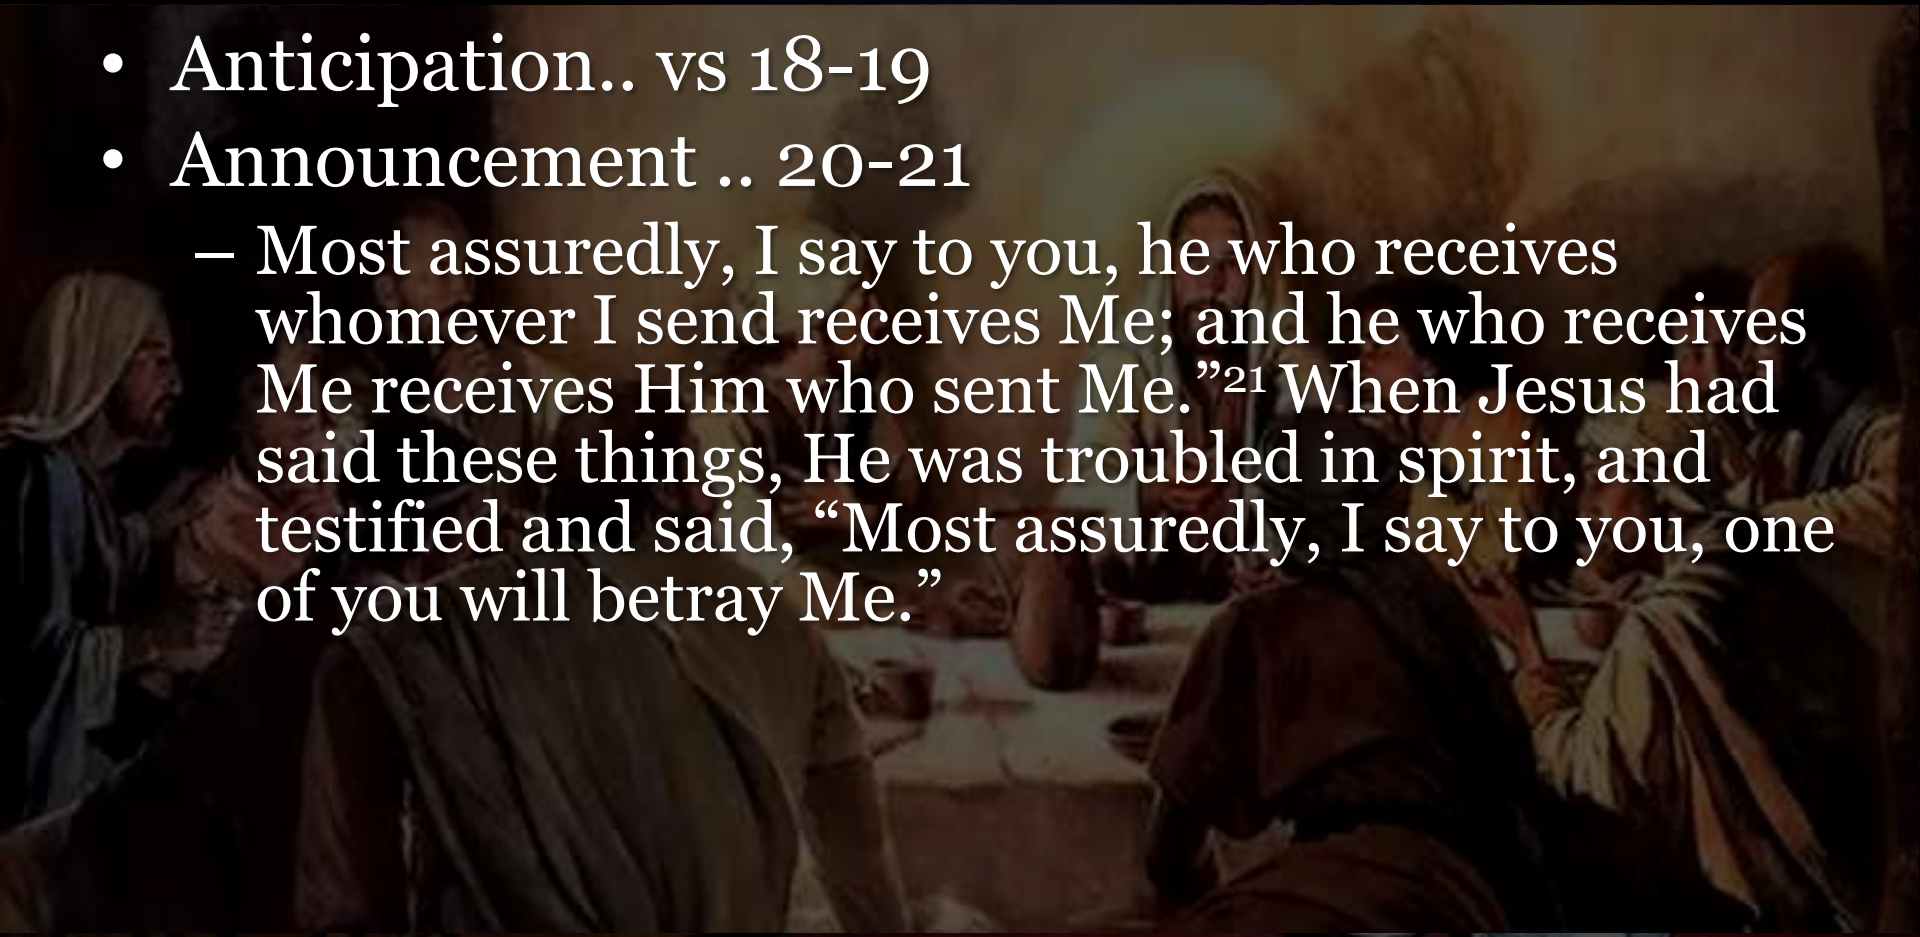 • Anticipation.. vs 18-19
• Announcement .. 20-21
– Most assuredly, I say to you, he who receives
whomever I send receives Me; and he who receives
Me receives Him who sent Me.”²¹ When Jesus had
said these things, He was troubled in spirit, and
testified and said, “Most assuredly, I say to you, one
of you will betray Me.”